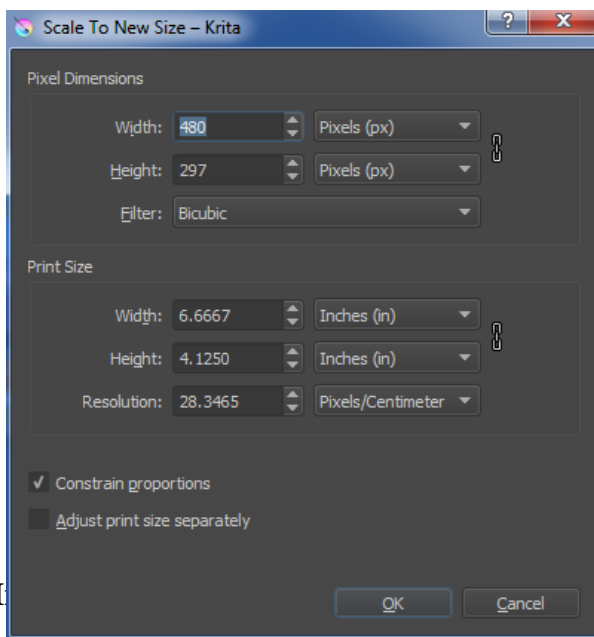 Scale To New Size – Krita
?
X
Pixel Dimensions
Width: 480 Pixels (px)
Height: 297 Pixels (px)
Filter: Bicubic
Print Size
Width: 6.6667 Inches (in)
Height: 4.1250 Inches (in)
Resolution: 28.3465 Pixels/Centimeter
✓ Constrain proportions
Adjust print size separately
OK Cancel